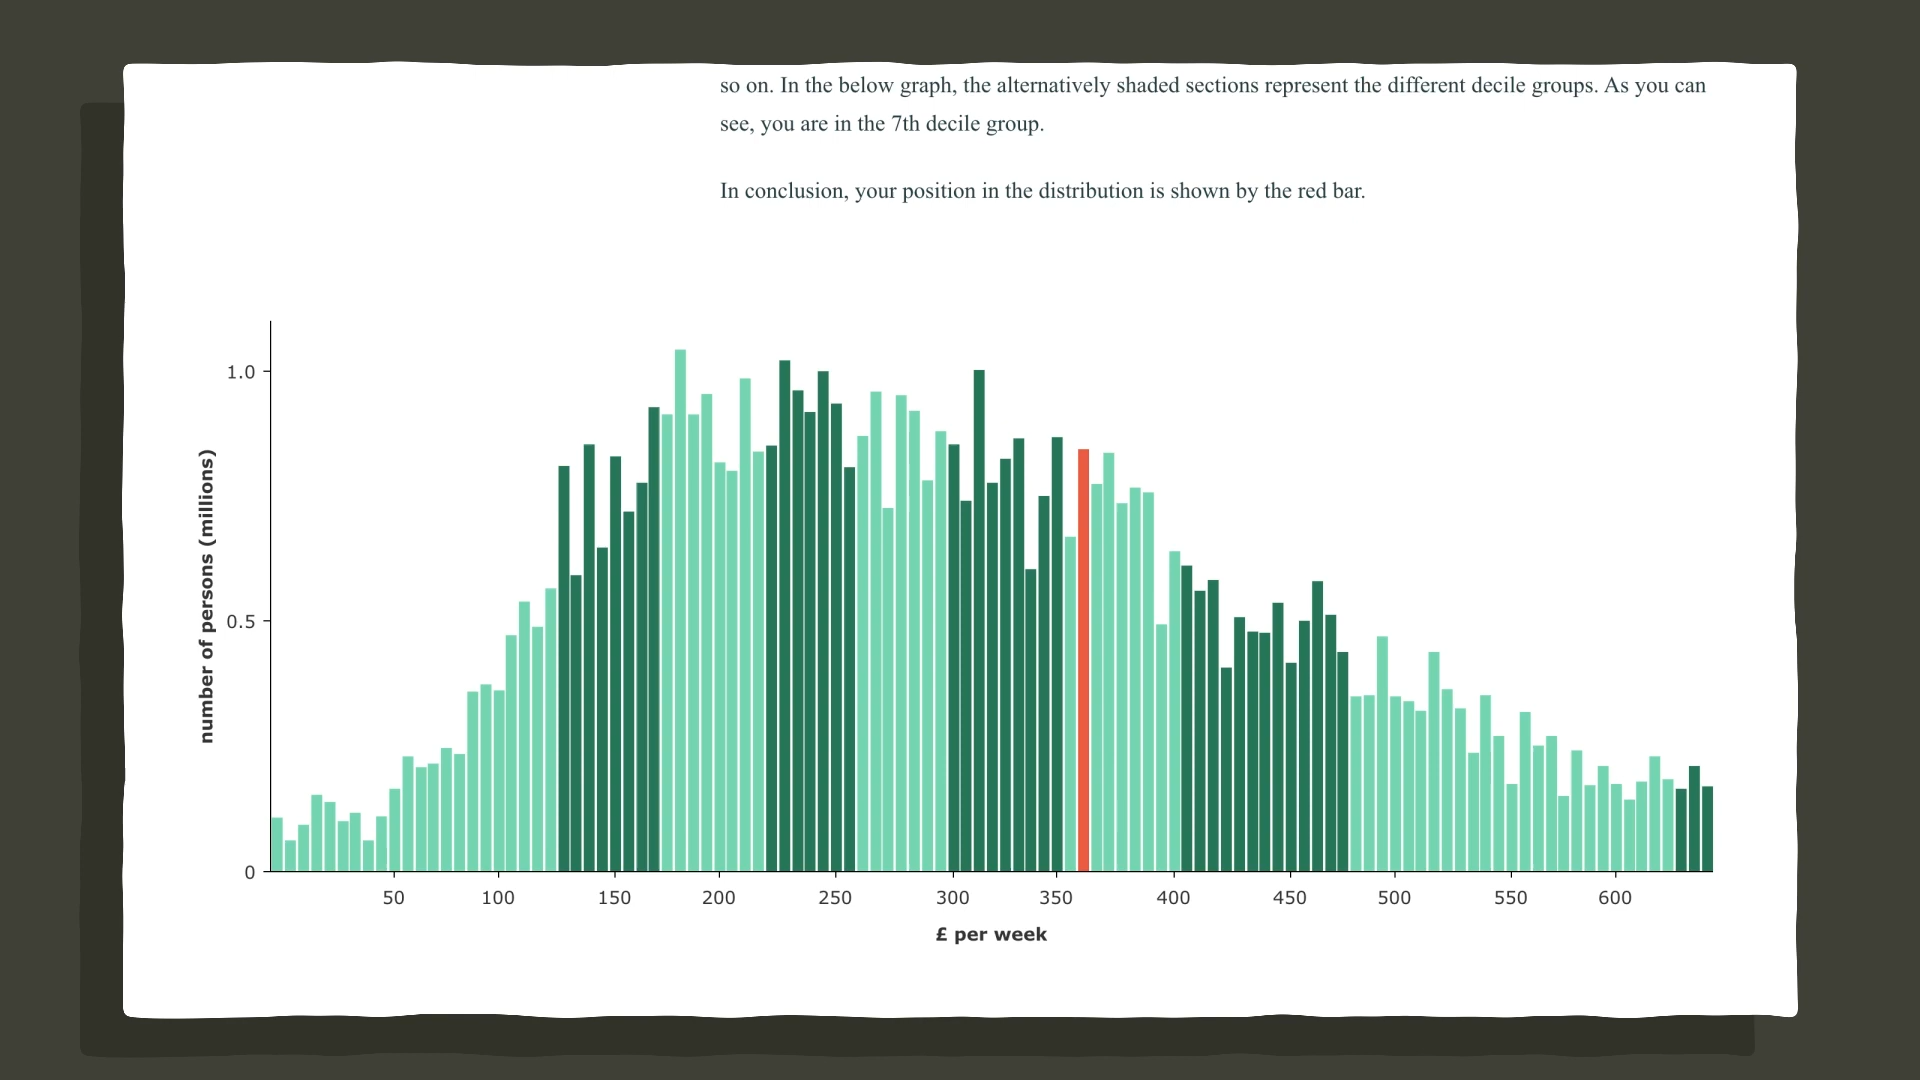 so on. In the below graph, the alternatively shaded sections represent the different decile groups. As you can
see, you are in the 7th decile group.
In conclusion, your position in the distribution is shown by the red bar.
1.0
0.5
0
number of persons (millions)
50 100 150 200 250 300 350 400 450 500 550 600
£ per week